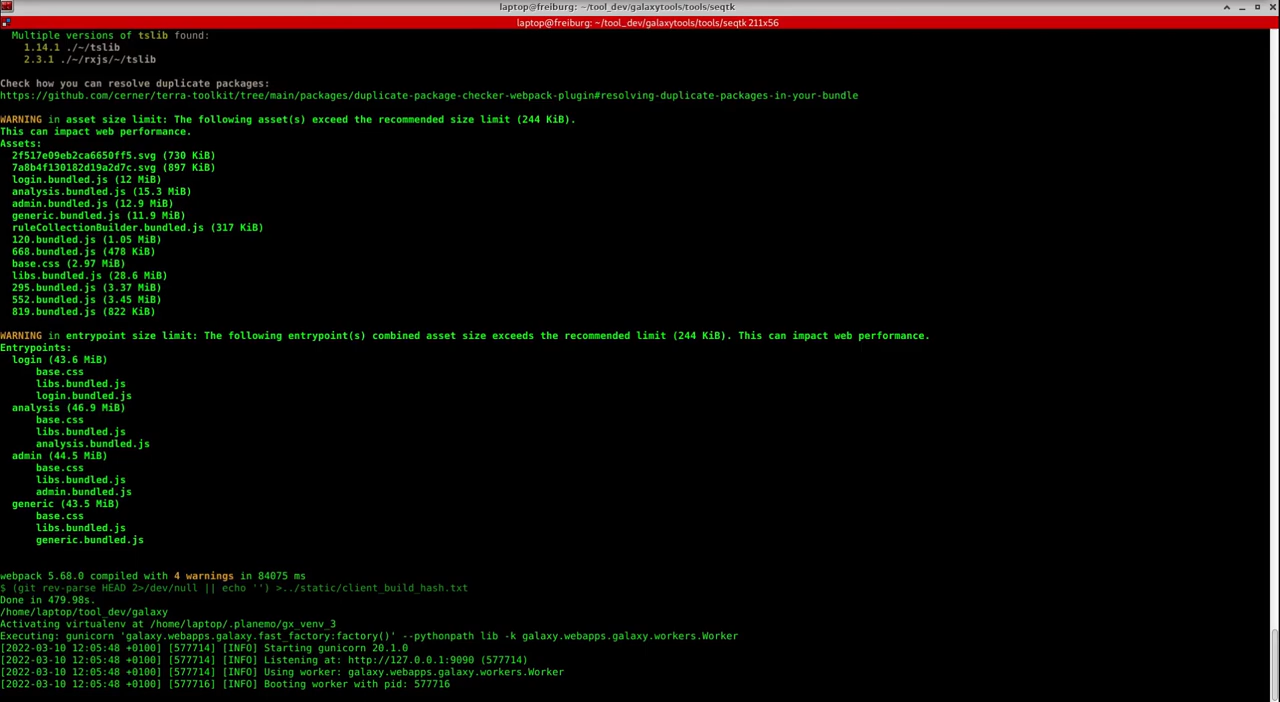 laptop@freiburg: ~/tool_dev/galaxytools/tools/seqtk
laptop@freiburg: ~/tool_dev/galaxytools/tools/seqtk 211x56
Multiple versions of tslib found:
1.14.1 ./~/tslib
2.3.1 ./~/rxjs/~/tslib
Check how you can resolve duplicate packages:
https://github.com/cerner/terra-toolkit/tree/main/packages/duplicate-package-checker-webpack-plugin#resolving-duplicate-packages-in-your-bundle
WARNING in asset size limit: The following asset(s) exceed the recommended size limit (244 KiB).
This can impact web performance.
Assets:
2f517e09eb2ca6650ff5.svg (730 KiB)
7a8b4f130182d19a2d7c.svg (897 KiB)
login.bundled.js (12 MiB)
analysis.bundled.js (15.3 MiB)
admin.bundled.js (12.9 MiB)
generic.bundled.js (11.9 MiB)
ruleCollectionBuilder.bundled.js (317 KiB)
120.bundled.js (1.05 MiB)
668.bundled.js (478 KiB)
base.css (2.97 MiB)
libs.bundled.js (28.6 MiB)
295.bundled.js (3.37 MiB)
552.bundled.js (3.45 MiB)
819.bundled.js (822 KiB)
WARNING in entrypoint size limit: The following entrypoint(s) combined asset size exceeds the recommended limit (244 KiB). This can impact web performance.
Entrypoints:
login (43.6 MiB)
base.css
libs.bundled.js
login.bundled.js
analysis (46.9 MiB)
base.css
libs.bundled.js
analysis.bundled.js
admin (44.5 MiB)
base.css
libs.bundled.js
admin.bundled.js
generic (43.5 MiB)
base.css
libs.bundled.js
generic.bundled.js
webpack 5.68.0 compiled with 4 warnings in 84075 ms
$ (git rev-parse HEAD 2>/dev/null || echo '') >../static/client_build_hash.txt
Done in 479.98s.
/home/laptop/tool_dev/galaxy
Activating virtualenv at /home/laptop/.planemo/gx_venv_3
Executing: gunicorn 'galaxy.webapps.galaxy.fast_factory:factory()' --pythonpath lib -k galaxy.webapps.galaxy.workers.Worker
[2022-03-10 12:05:48 +0100] [577714] [INFO] Starting gunicorn 20.1.0
[2022-03-10 12:05:48 +0100] [577714] [INFO] Listening at: http://127.0.0.1:9090 (577714)
[2022-03-10 12:05:48 +0100] [577714] [INFO] Using worker: galaxy.webapps.galaxy.workers.Worker
[2022-03-10 12:05:48 +0100] [577716] [INFO] Booting worker with pid: 577716